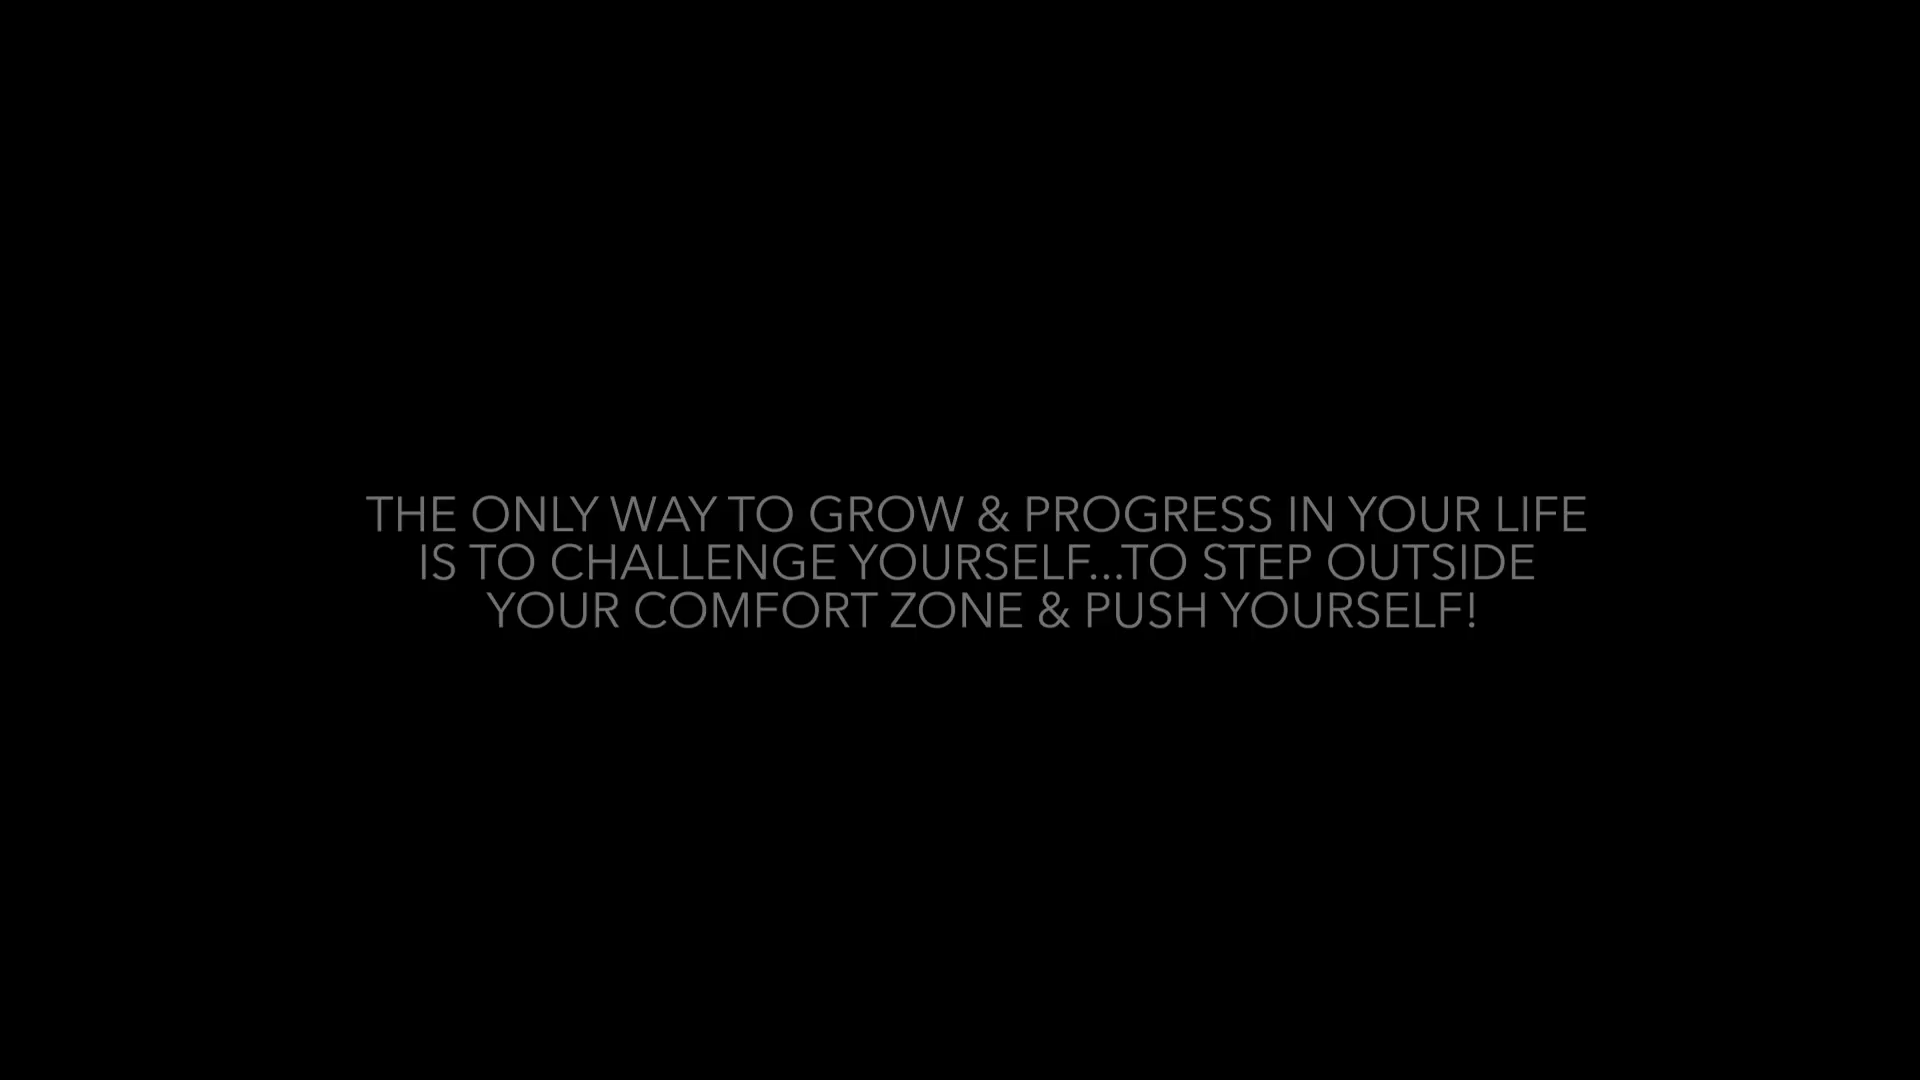 THE ONLY WAY TO GROW & PROGRESS IN YOUR LIFE
IS TO CHALLENGE YOURSELF...TO STEP OUTSIDE
YOUR COMFORT ZONE & PUSH YOURSELF!